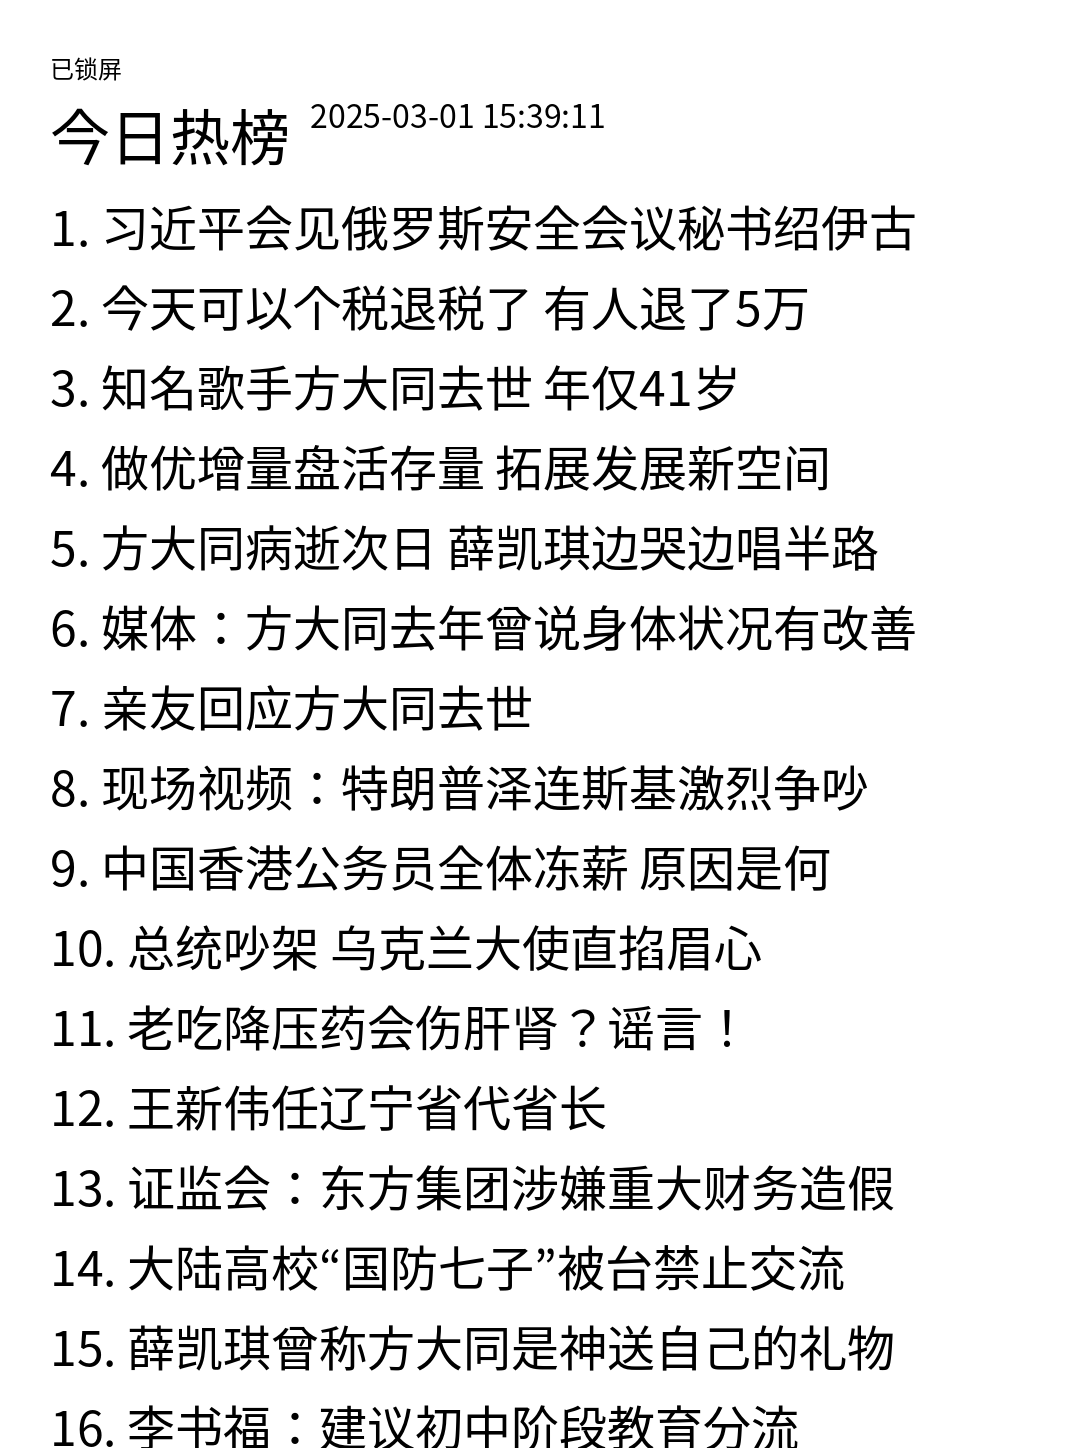 已锁屏
今日热榜 2025-03-01 15:39:11
1. 习近平会见俄罗斯安全会议秘书绍伊古
2. 今天可以个税退税了 有人退了5万
3. 知名歌手方大同去世 年仅41岁
4. 做优增量盘活存量 拓展发展新空间
5. 方大同病逝次日 薛凯琪边哭边唱半路
6. 媒体：方大同去年曾说身体状况有改善
7. 亲友回应方大同去世
8. 现场视频：特朗普泽连斯基激烈争吵
9. 中国香港公务员全体冻薪 原因是何
10. 总统吵架 乌克兰大使直掐眉心
11. 老吃降压药会伤肝肾？谣言！
12. 王新伟任辽宁省代省长
13. 证监会：东方集团涉嫌重大财务造假
14. 大陆高校“国防七子”被台禁止交流
15. 薛凯琪曾称方大同是神送自己的礼物
16. 李书福：建议初中阶段教育分流